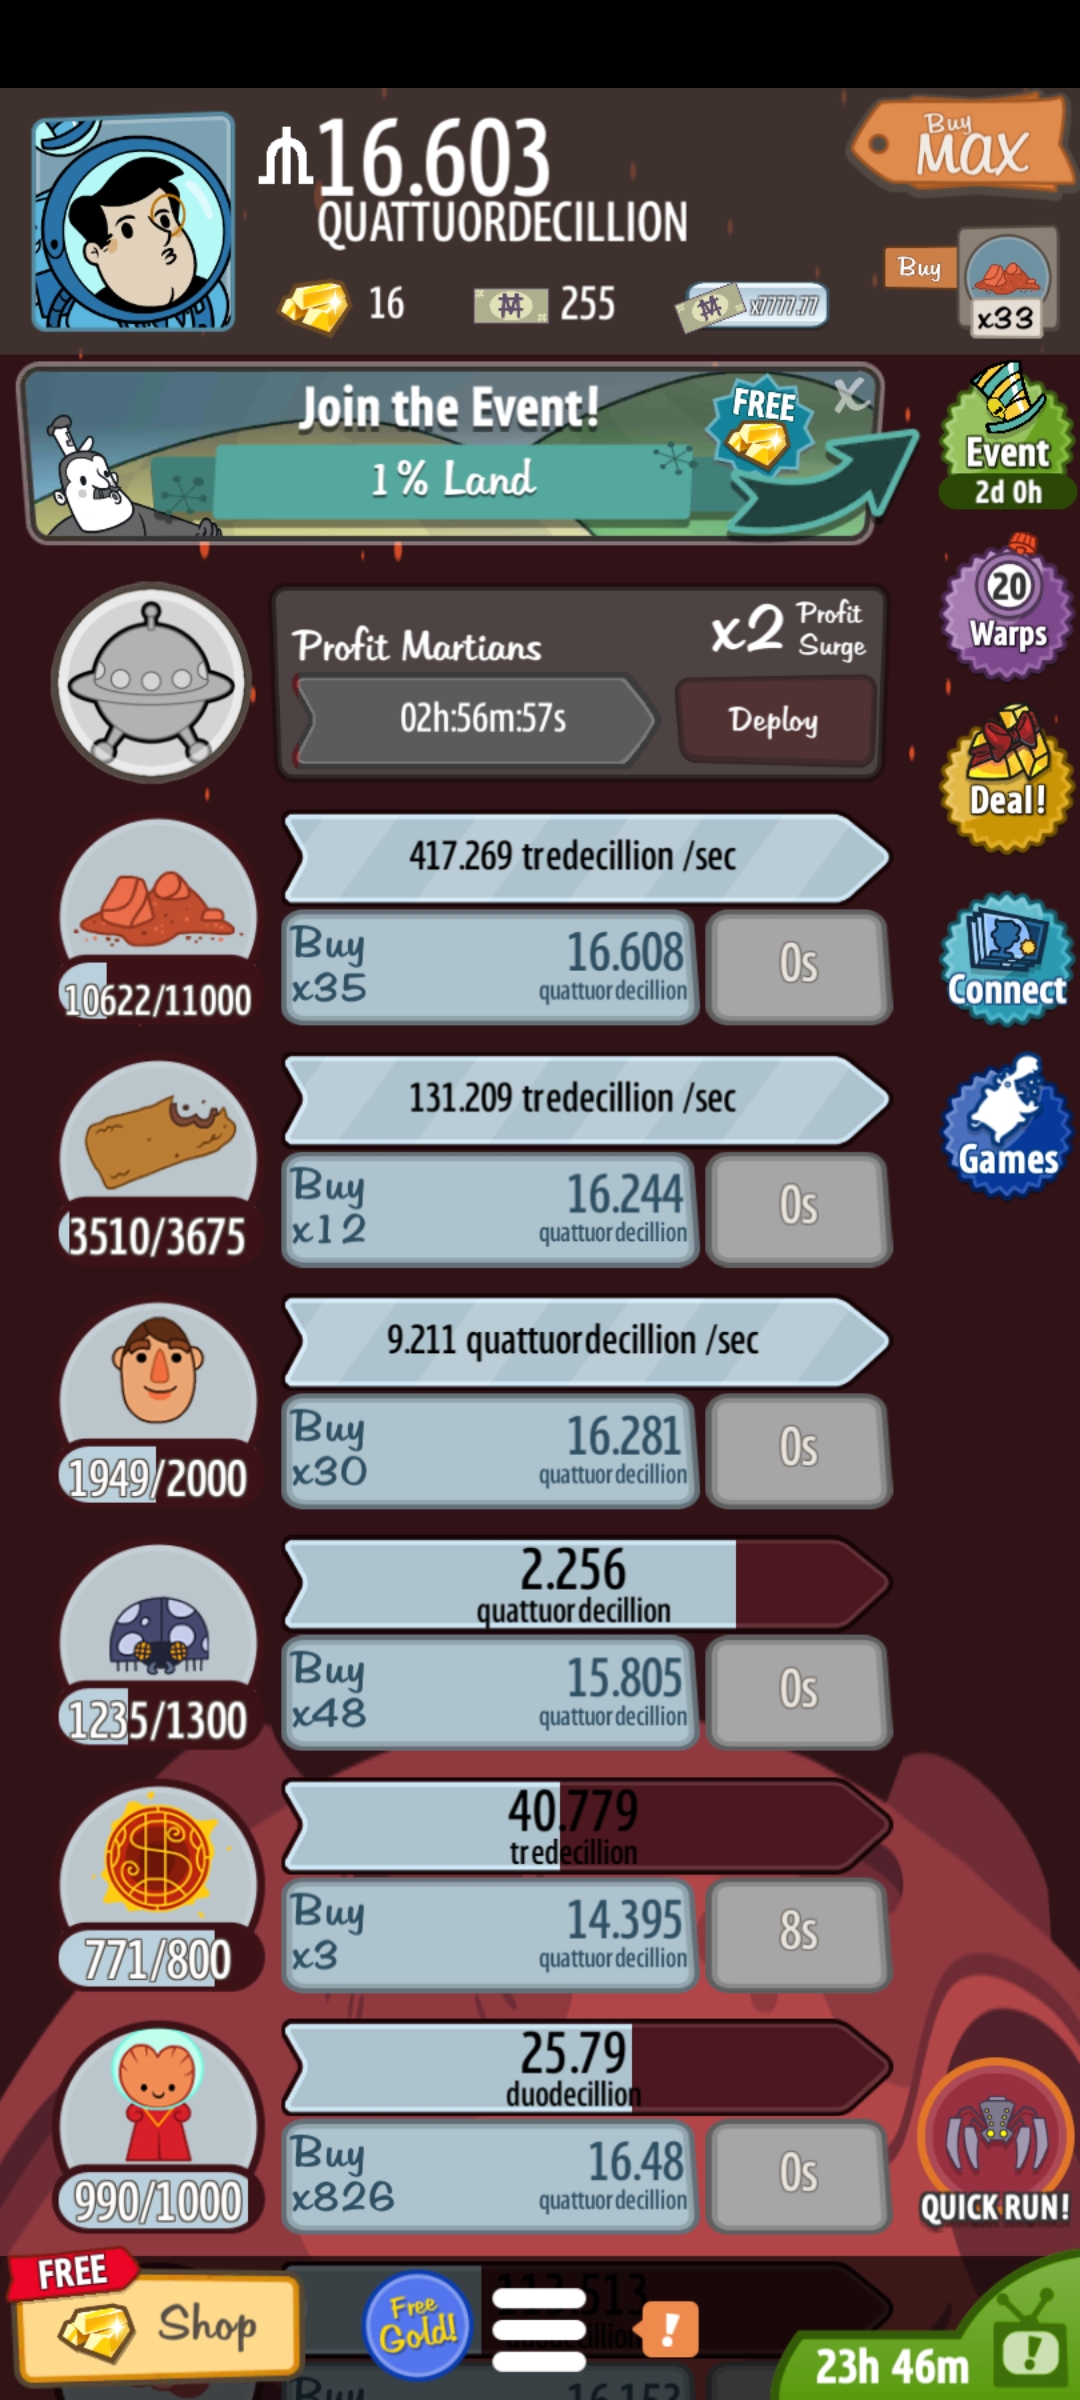 16.603
QUATTUORDECILLION
Buy
MAX
16
255
x7777.77
Buy
x33
Join the Event!
1% Land
FREE
X
Event
2d 0h
20
Warps
Profit Martians
x2 Profit
Surge
02h:56m:57s
Deploy
Deal!
417.269 tredecillion /sec
Buy
x35
16.608
quattuordecillion
0s
10622/11000
Connect
131.209 tredecillion /sec
Buy
x12
16.244
quattuordecillion
0s
3510/3675
Games
9.211 quattuordecillion /sec
Buy
x30
16.281
quattuordecillion
0s
1949/2000
2.256
quattuordecillion
Buy
x48
15.805
quattuordecillion
0s
1235/1300
40.779
tredecillion
Buy
x3
14.395
quattuordecillion
8s
771/800
25.79
duodecillion
Buy
x826
16.48
quattuordecillion
0s
990/1000
QUICK RUN!
FREE
Shop
Free
Gold!
!
23h 46m
!
Buy